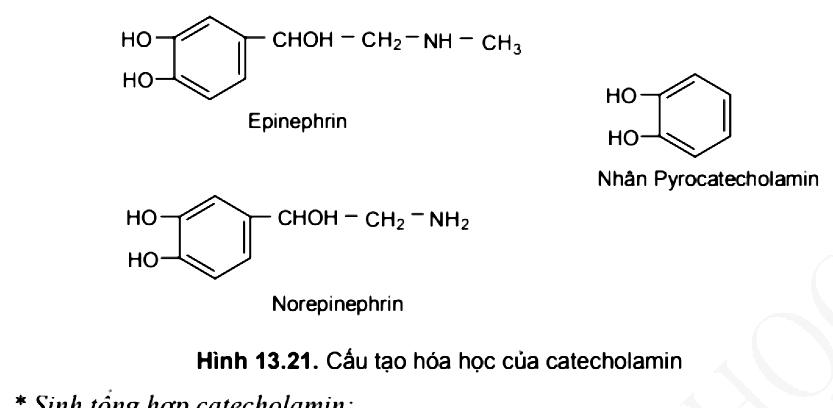 HO CHOH – CH₂ – NH – CH₃
HO
Epinephrin
HO
HO
Nhân Pyrocatecholamin
HO CHOH – CH₂ – NH₂
HO
Norepinephrin
Hình 13.21. Cấu tạo hóa học của catecholamin
* Sinh tổng hợp catecholamin: